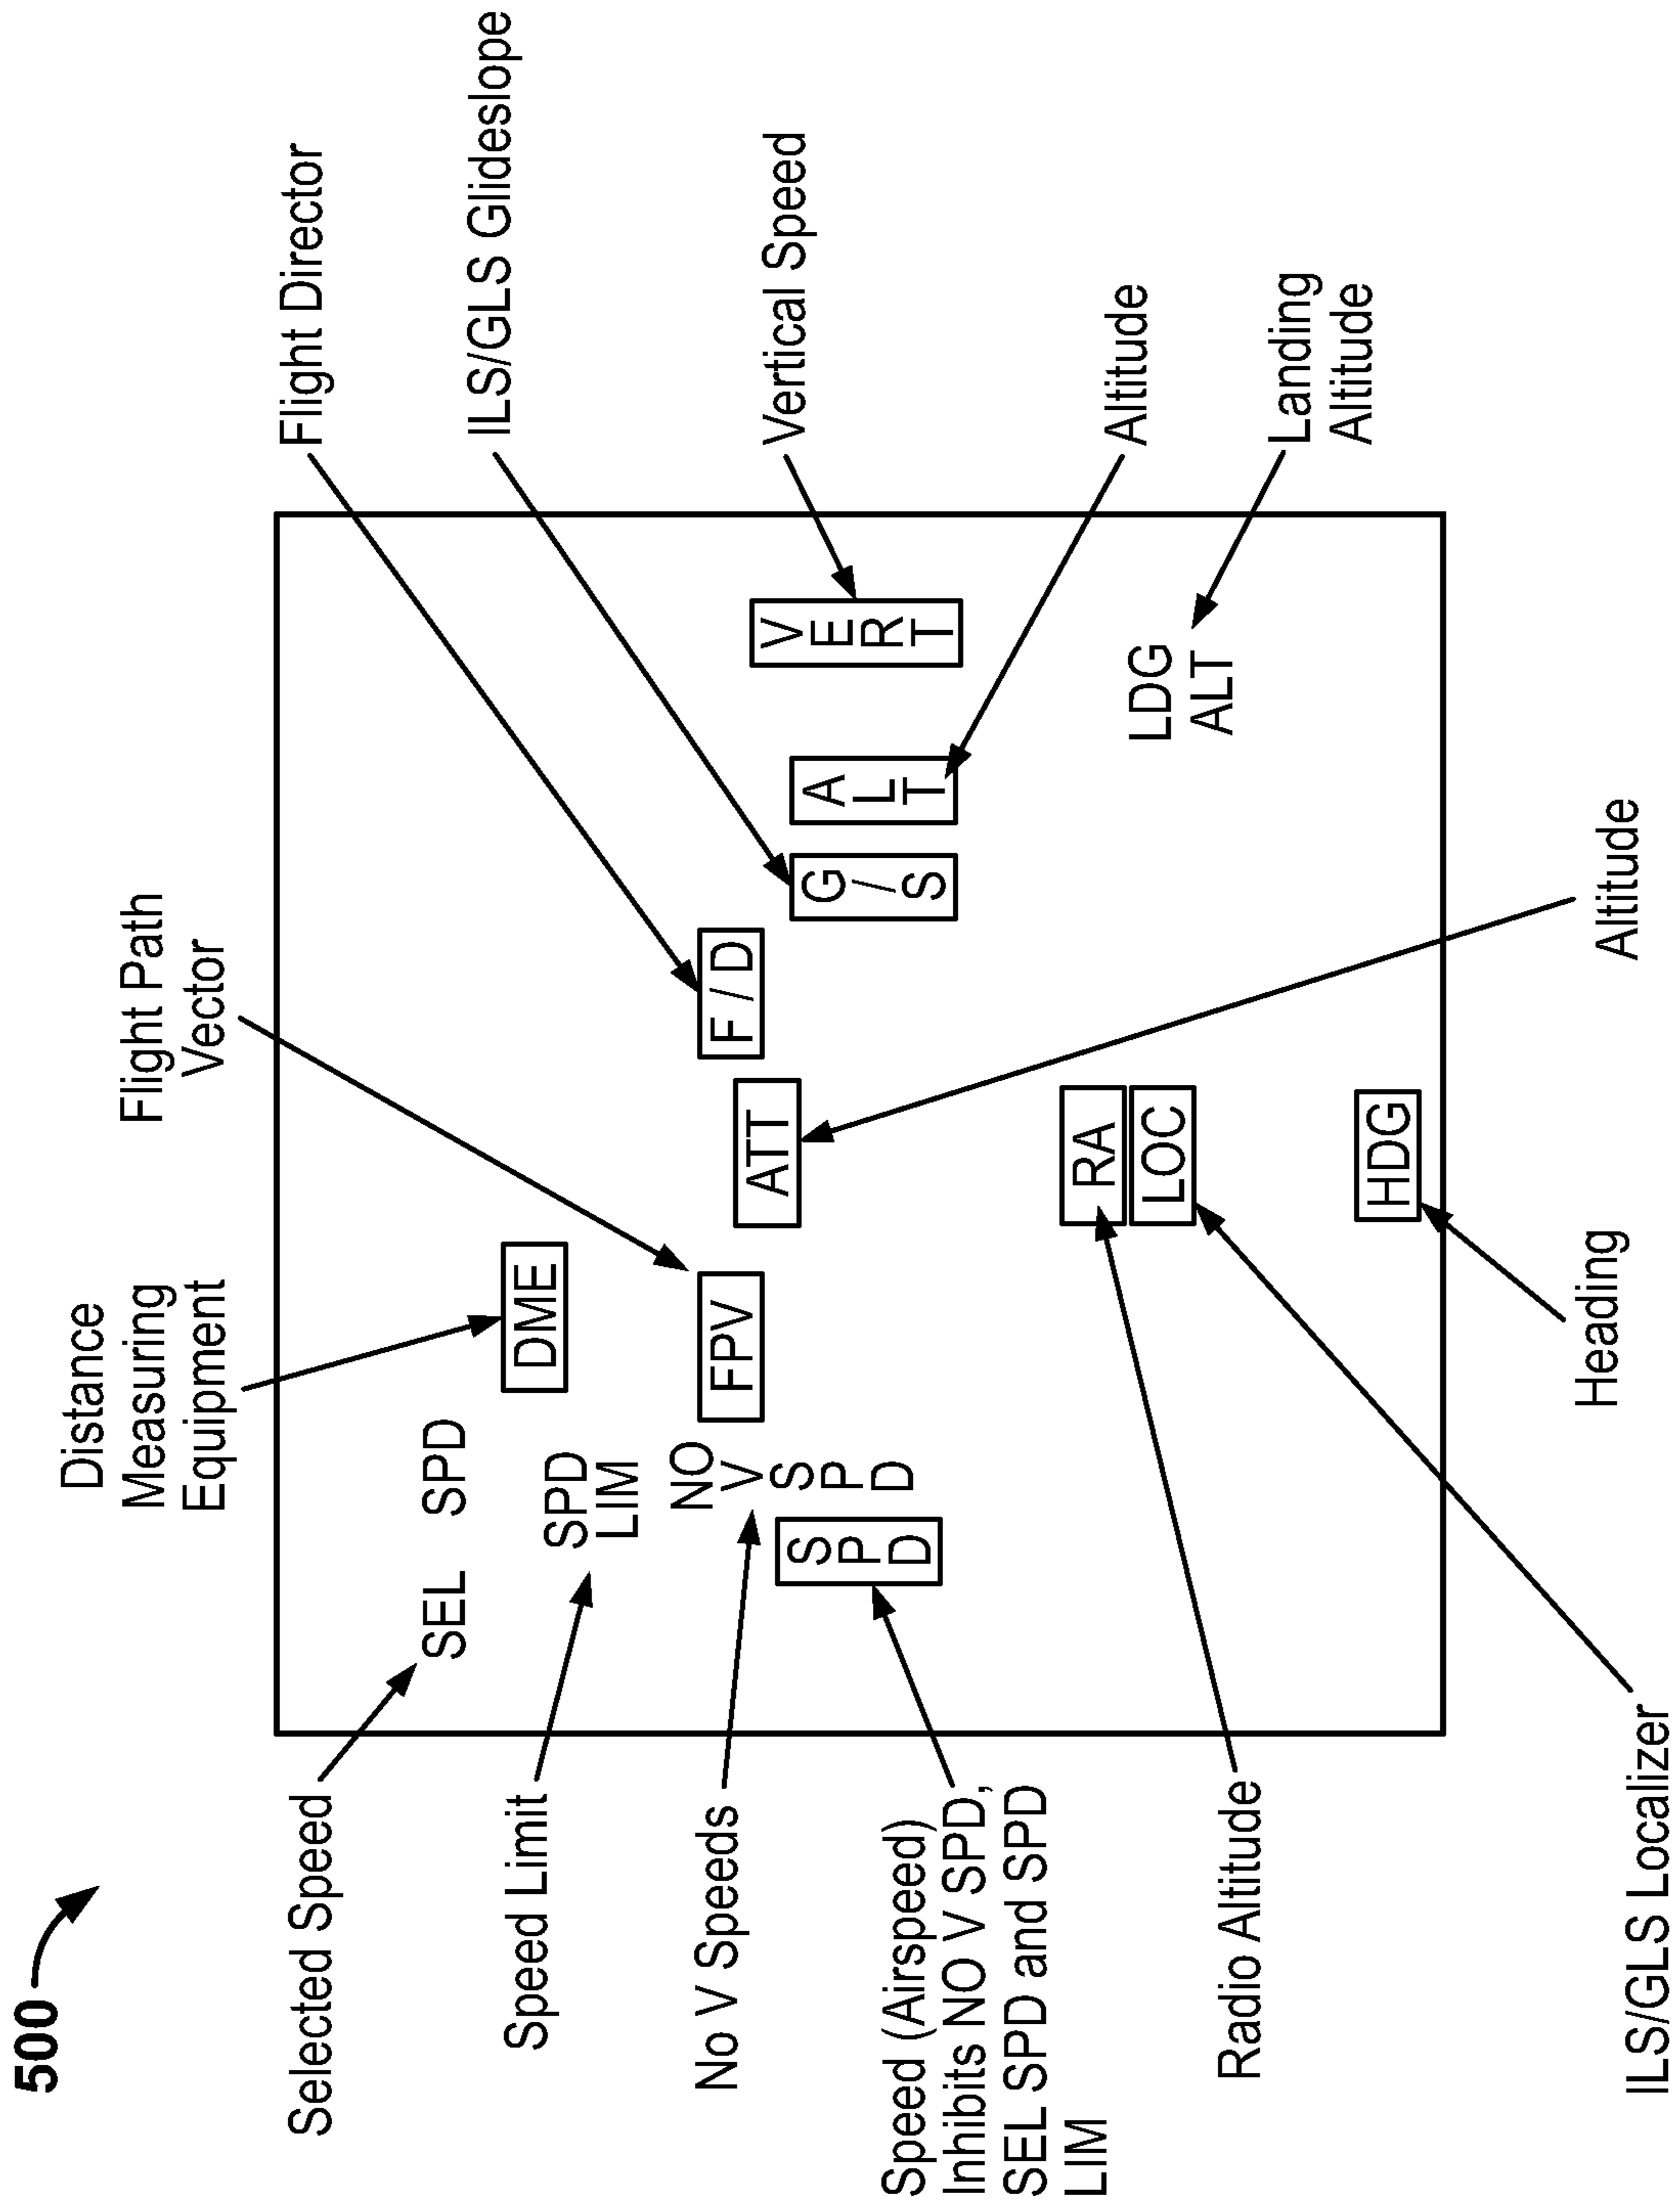 500
Distance
Measuring
Equipment
Flight Path
Vector
Selected Speed
Flight Director
SEL SPD
ILS/GLS Glideslope
Speed Limit
DME
SPD
LIM
No V Speeds
NO
V
S
P
D
FPV
F / D
ATT
Vertical Speed
S
P
D
G
/
S
A
L
T
V
E
R
T
Speed (Airspeed)
Inhibits NO V SPD,
SEL SPD and SPD
LIM
RA
LOC
Altitude
LDG
ALT
Radio Altitude
Landing
Altitude
HDG
Heading
Altitude
ILS/GLS Localizer